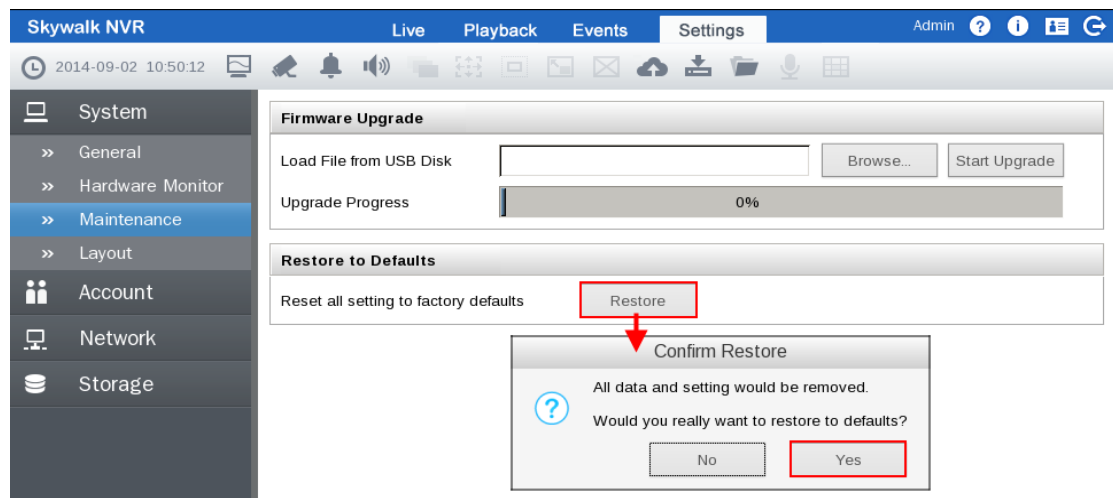 Skywalk NVR Live Playback Events Settings Admin
2014-09-02 10:50:12
System
» General
» Hardware Monitor
» Maintenance
» Layout
Account
Network
Storage
Firmware Upgrade
Load File from USB Disk Browse... Start Upgrade
Upgrade Progress 0%
Restore to Defaults
Reset all setting to factory defaults Restore
Confirm Restore
All data and setting would be removed.
Would you really want to restore to defaults?
No Yes